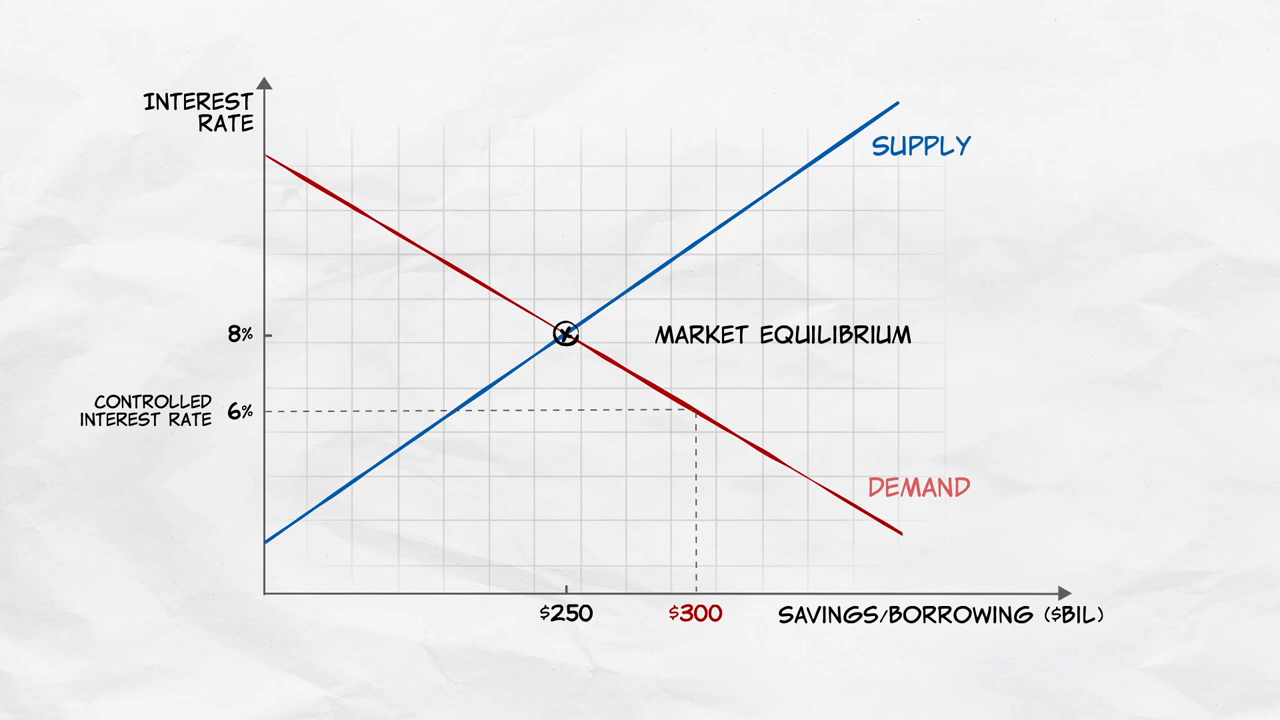 INTEREST
RATE
SUPPLY
8%
MARKET EQUILIBRIUM
CONTROLLED
INTEREST RATE
6%
DEMAND
$250
$300
SAVINGS/BORROWING ($BIL)